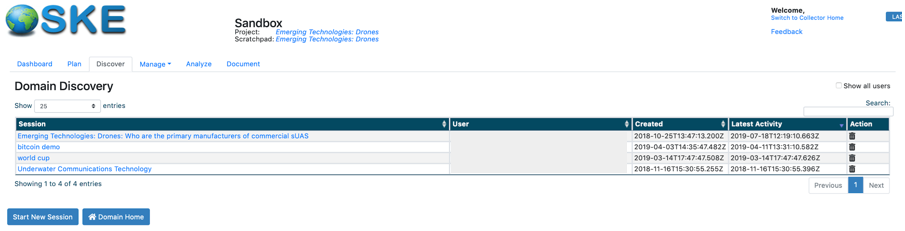 SKE
Sandbox
Project: Emerging Technologies: Drones
Scratchpad: Emerging Technologies: Drones
Welcome,
Switch to Collector Home
Feedback
Dashboard Plan Discover Manage Analyze Document
Domain Discovery
Show all users
Show 25 entries
Search:
Session User Created Latest Activity Action
Emerging Technologies: Drones: Who are the primary manufacturers of commercial sUAS 2018-10-25T13:47:13.200Z 2019-07-18T12:19:10.663Z
bitcoin demo 2019-04-03T14:35:47.482Z 2019-04-11T13:31:10.582Z
world cup 2019-03-14T17:47:47.508Z 2019-03-14T17:47:47.626Z
Underwater Communications Technology 2018-11-16T15:30:55.255Z 2018-11-16T15:30:55.396Z
Showing 1 to 4 of 4 entries
Previous 1 Next
Start New Session Domain Home